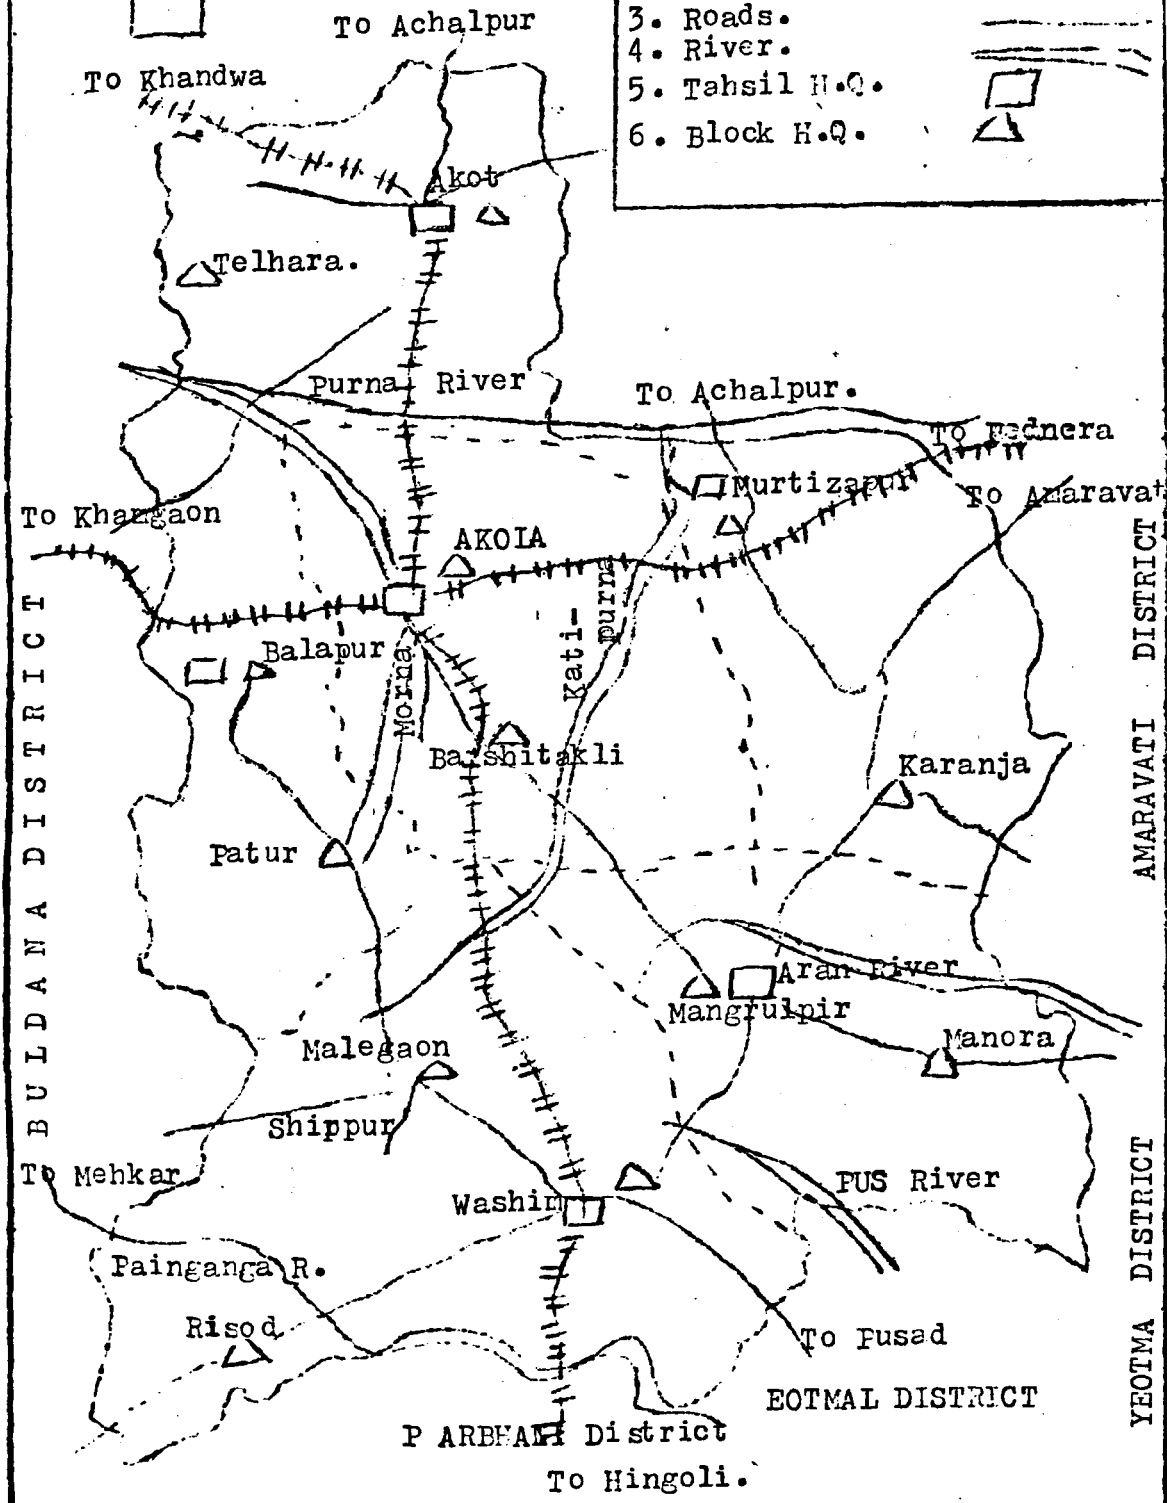 To Achalpur
3. Roads.
4. River.
5. Tahsil H.Q.
6. Block H.Q.
To Khandwa
Akot
Telhara.
Purna River
To Achalpur.
To Bednera
Murtizapur
To Amaravat
To Khamgaon
AKOLA
Kati-
purna
Balapur
Morna
Barshitakli
Karanja
Patur
Aran River
Mangrulpir
Manora
Malegaon
Shippur
To Mehkar
Washim
PUS River
Painganga R.
Risod
To Pusad
EOTMAL DISTRICT
PARBHANI District
To Hingoli.
BULDANA DISTRICT
AMARAVATI DISTRICT
YEOTMA DISTRICT